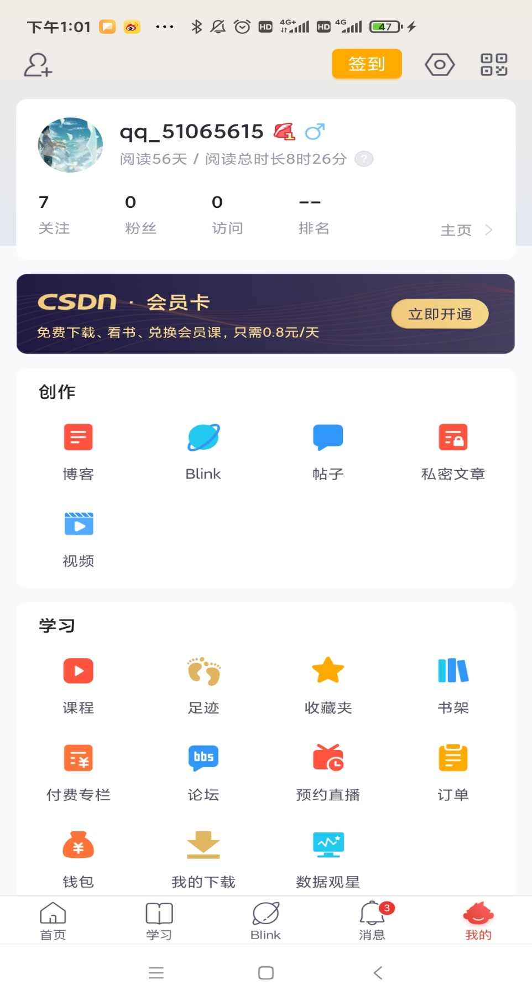 下午1:01 ··· HD 4G+ HD 4G 47
签到
qq_51065615 1
阅读56天 / 阅读总时长8时26分 ?
7 0 0 --
关注 粉丝 访问 排名 主页
CSDN · 会员卡
立即开通
免费下载、看书、兑换会员课，只需0.8元/天
创作
博客 Blink 帖子 私密文章
视频
学习
课程 足迹 收藏夹 书架
bbs
付费专栏 论坛 预约直播 订单
¥
钱包 我的下载 数据观星
3
首页 学习 Blink 消息 我的